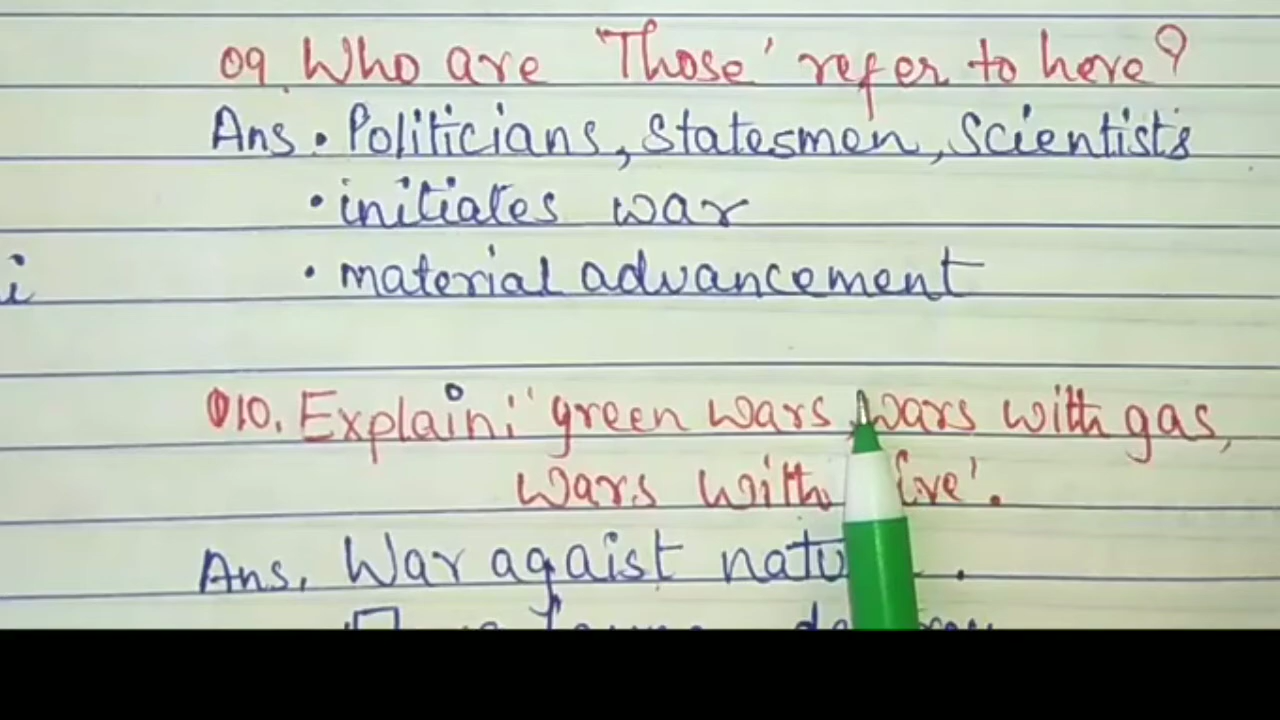 09. Who are 'Those' refer to here?
Ans. • Politicians, Statesmen, Scientists
• initiates war
i
• material advancement
Q10. Explain: 'green wars, wars with gas,
wars with
Ans. War agaist